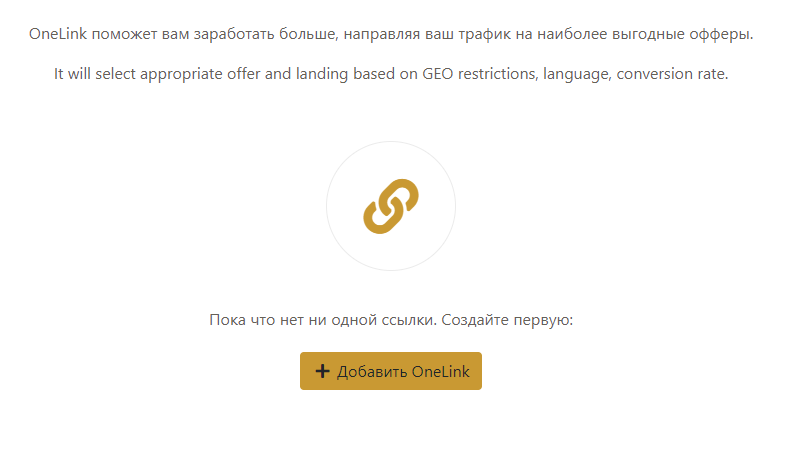 OneLink поможет вам заработать больше, направляя ваш трафик на наиболее выгодные офферы.
It will select appropriate offer and landing based on GEO restrictions, language, conversion rate.
Пока что нет ни одной ссылки. Создайте первую:
Добавить OneLink